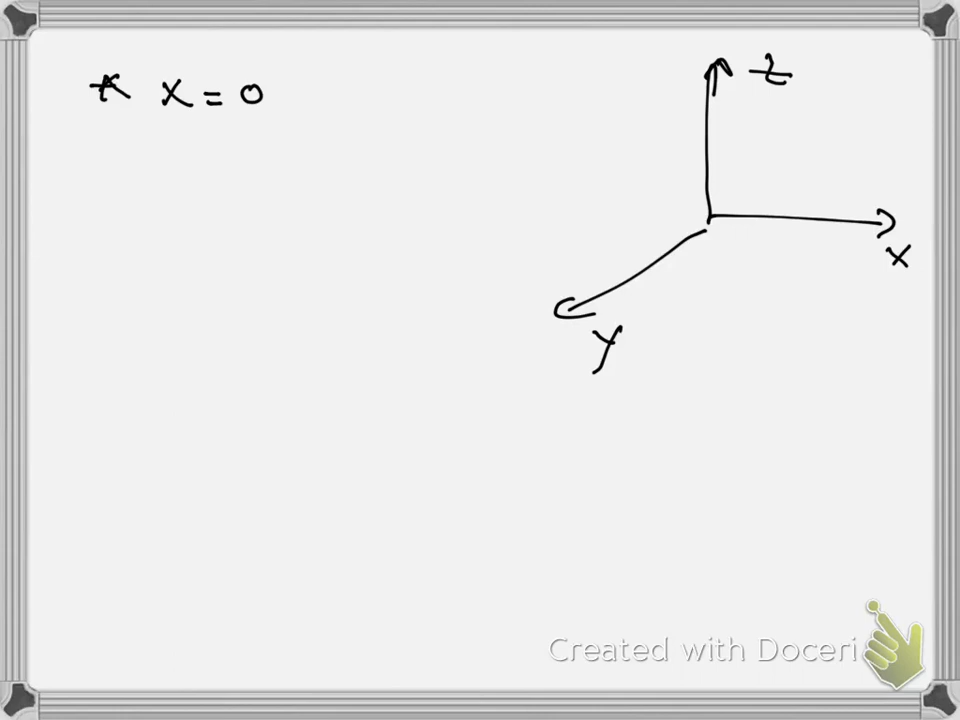 * x = 0
z
x
y
Created with Doceri